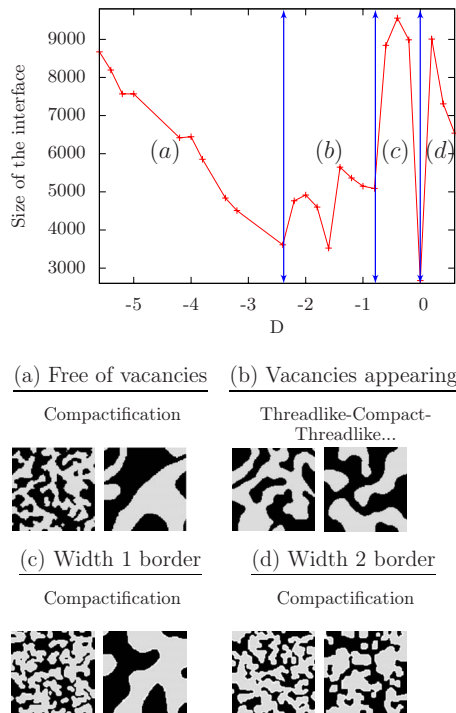 9000
8000
7000
6000
5000
4000
3000
Size of the interface
(a)
(b)
(c)
(d)
-5 -4 -3 -2 -1 0
D
(a) Free of vacancies
Compactification
(b) Vacancies appearing
Threadlike-Compact-
Threadlike...
(c) Width 1 border
Compactification
(d) Width 2 border
Compactification